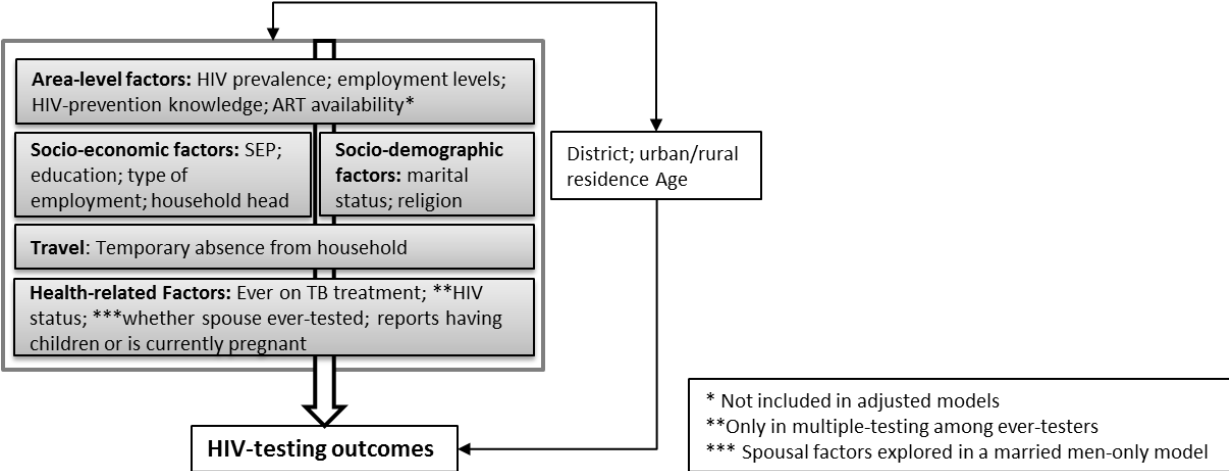 Area-level factors: HIV prevalence; employment levels;
HIV-prevention knowledge; ART availability*
Socio-economic factors: SEP;
education; type of
employment; household head
Socio-demographic
factors: marital
status; religion
District; urban/rural
residence Age
Travel: Temporary absence from household
Health-related Factors: Ever on TB treatment; **HIV
status; ***whether spouse ever-tested; reports having
children or is currently pregnant
HIV-testing outcomes
* Not included in adjusted models
**Only in multiple-testing among ever-testers
*** Spousal factors explored in a married men-only model